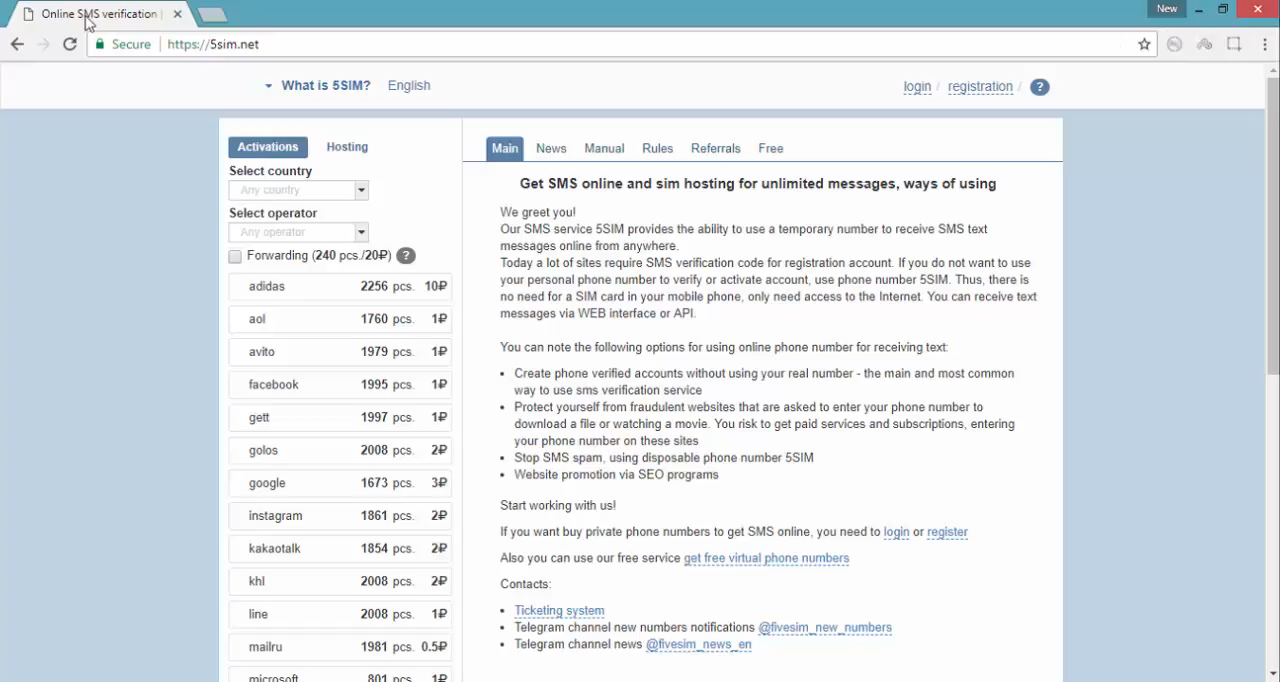 Online SMS verification
New
Secure
https://5sim.net
What is 5SIM?
English
login / registration / ?
Activations
Hosting
Select country
Any country
Select operator
Any operator
Forwarding (240 pcs./20₽) ?
adidas 2256 pcs. 10₽
aol 1760 pcs. 1₽
avito 1979 pcs. 1₽
facebook 1995 pcs. 1₽
gett 1997 pcs. 1₽
golos 2008 pcs. 2₽
google 1673 pcs. 3₽
instagram 1861 pcs. 2₽
kakaotalk 1854 pcs. 2₽
khl 2008 pcs. 2₽
line 2008 pcs. 1₽
mailru 1981 pcs. 0.5₽
microsoft 801 pcs. 1₽
Main News Manual Rules Referrals Free
Get SMS online and sim hosting for unlimited messages, ways of using
We greet you!
Our SMS service 5SIM provides the ability to use a temporary number to receive SMS text
messages online from anywhere.
Today a lot of sites require SMS verification code for registration account. If you do not want to use
your personal phone number to verify or activate account, use phone number 5SIM. Thus, there is
no need for a SIM card in your mobile phone, only need access to the Internet. You can receive text
messages via WEB interface or API.
You can note the following options for using online phone number for receiving text:
• Create phone verified accounts without using your real number - the main and most common
way to use sms verification service
• Protect yourself from fraudulent websites that are asked to enter your phone number to
download a file or watching a movie. You risk to get paid services and subscriptions, entering
your phone number on these sites
• Stop SMS spam, using disposable phone number 5SIM
• Website promotion via SEO programs
Start working with us!
If you want buy private phone numbers to get SMS online, you need to login or register
Also you can use our free service get free virtual phone numbers
Contacts:
• Ticketing system
• Telegram channel new numbers notifications @fivesim_new_numbers
• Telegram channel news @fivesim_news_en